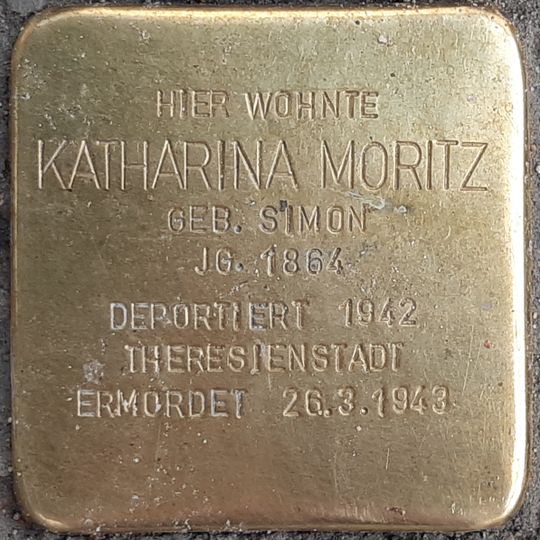 HIER WOHNTE
KATHARINA MORITZ
GEB. SIMON
JG. 1864
DEPORTIERT 1942
THERESIENSTADT
ERMORDET 26.3.1943